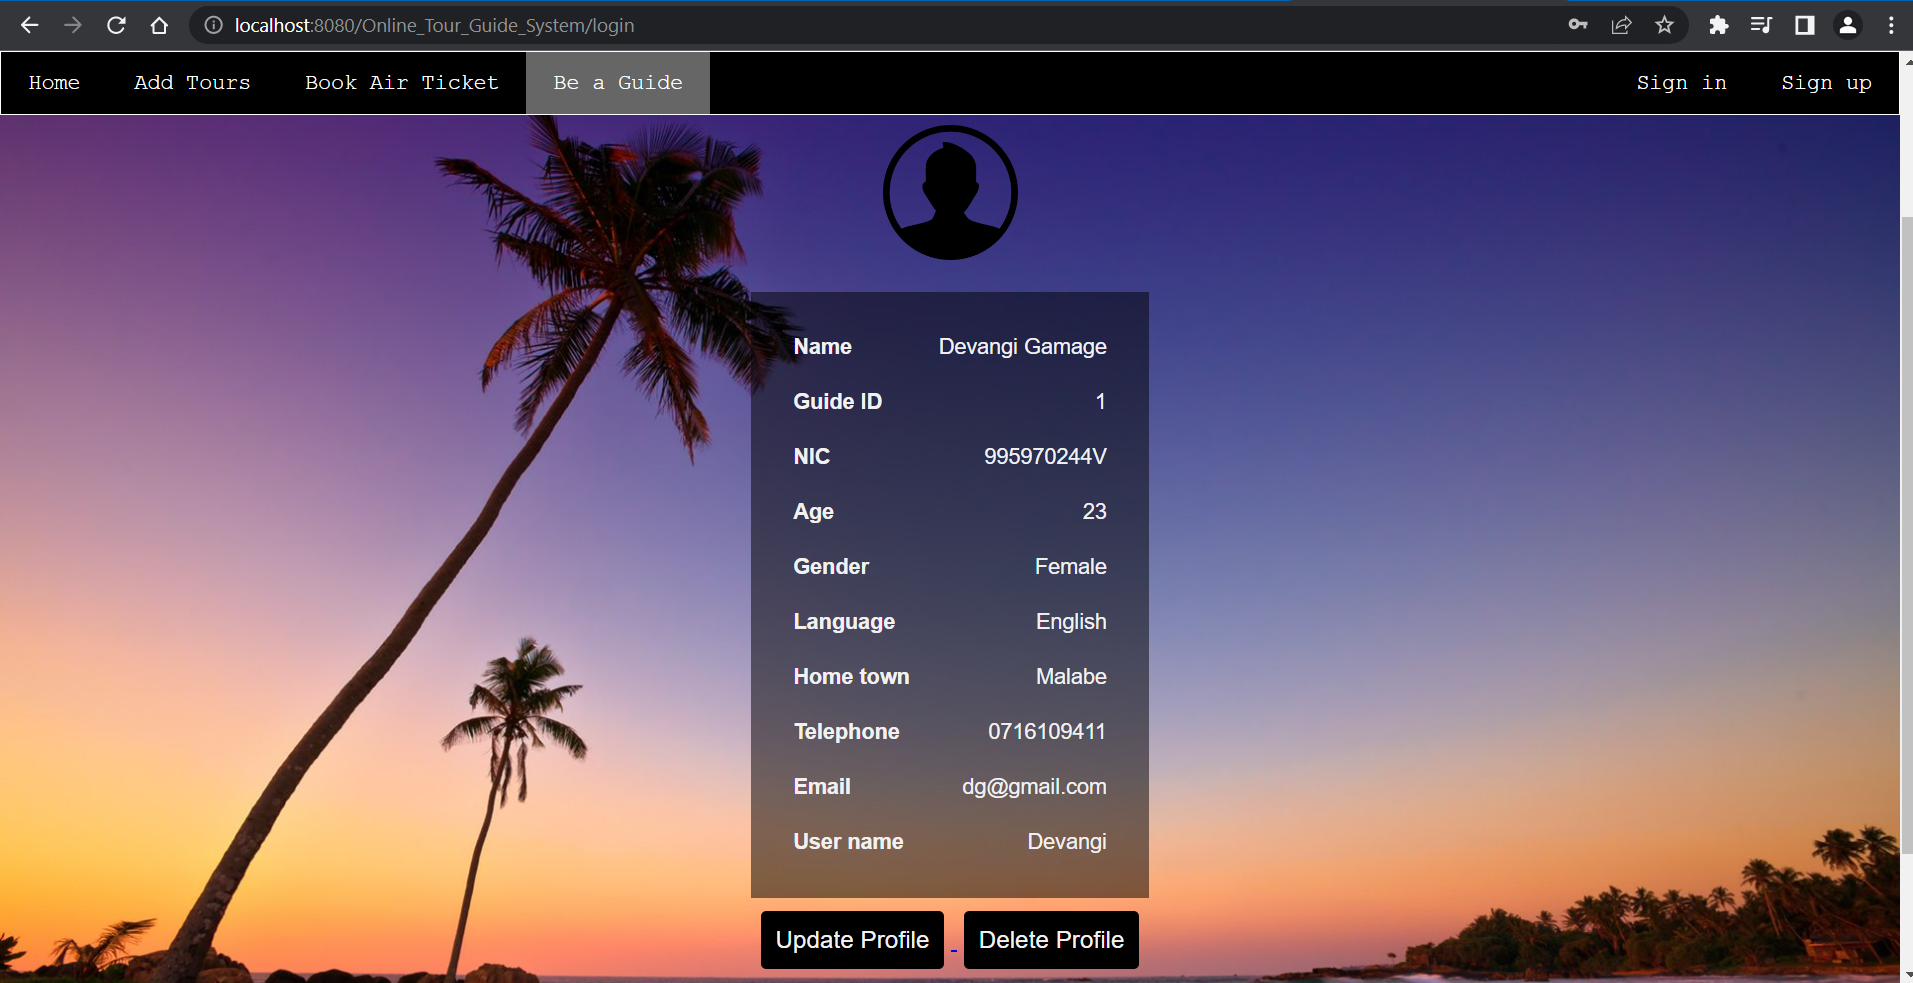 localhost:8080/Online_Tour_Guide_System/login
Home Add Tours Book Air Ticket Be a Guide Sign in Sign up
Name Devangi Gamage
Guide ID 1
NIC 995970244V
Age 23
Gender Female
Language English
Home town Malabe
Telephone 0716109411
Email dg@gmail.com
User name Devangi
Update Profile Delete Profile